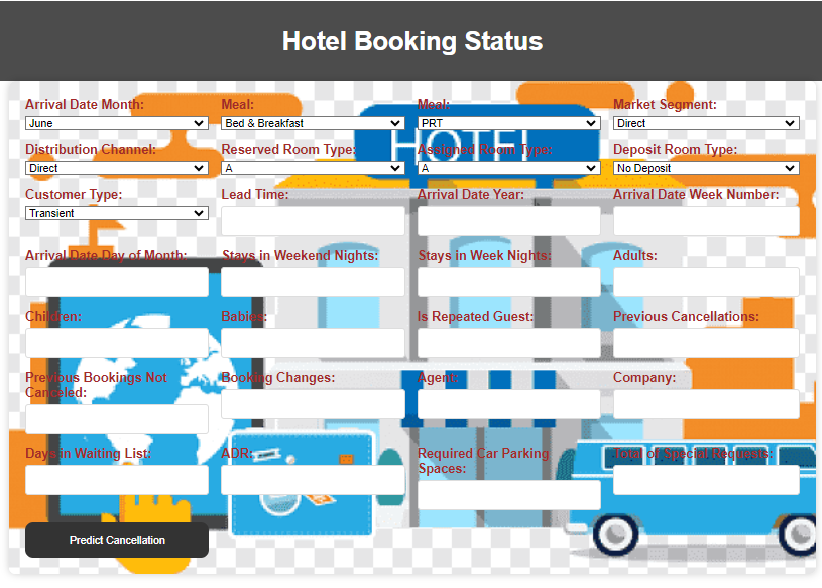 Hotel Booking Status
Arrival Date Month: Meal: Meal: Market Segment:
June Bed & Breakfast PRT Direct
Distribution Channel: Reserved Room Type: Assigned Room Type: Deposit Room Type:
Direct A A No Deposit
HOTEL
Customer Type: Lead Time: Arrival Date Year: Arrival Date Week Number:
Transient
Arrival Date Day of Month: Stays in Weekend Nights: Stays in Week Nights: Adults:
Children: Babies: Is Repeated Guest: Previous Cancellations:
Previous Bookings Not Booking Changes: Agent: Company:
Canceled:
Days in Waiting List: ADR: Required Car Parking Total of Special Requests:
Spaces:
Predict Cancellation